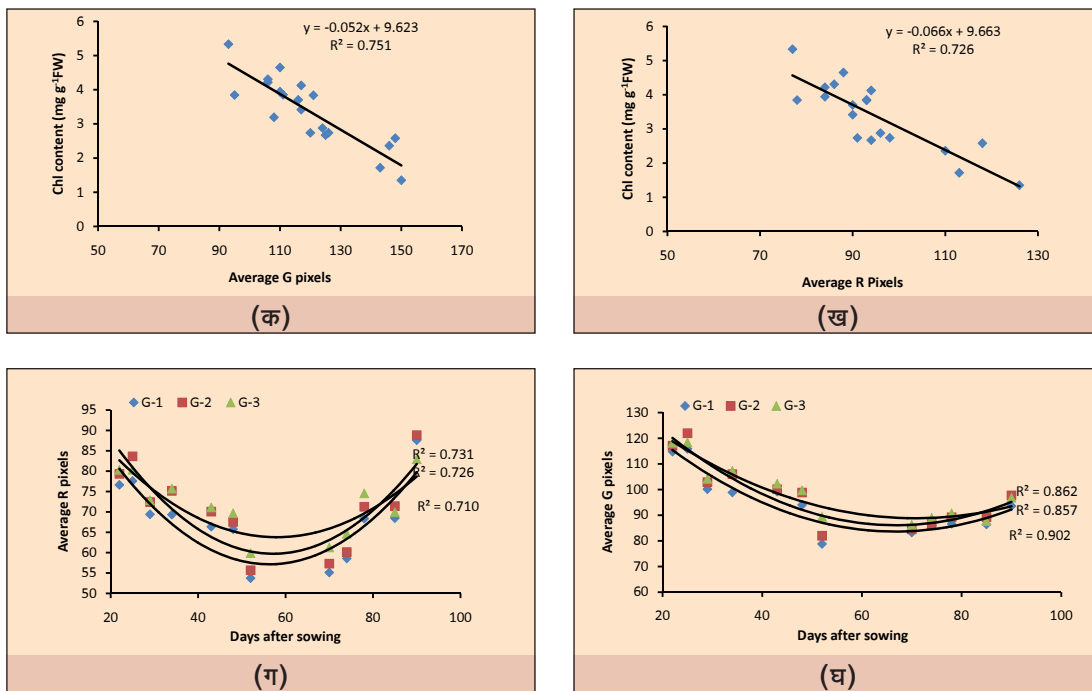 y = -0.052x + 9.623
R² = 0.751
Chl content (mg g⁻¹FW)
6
5
4
3
2
1
0
50 70 90 110 130 150 170
Average G pixels
(क)
y = -0.066x + 9.663
R² = 0.726
Chl content (mg g⁻¹FW)
6
5
4
3
2
1
0
50 70 90 110 130
Average R Pixels
(ख)
G-1 G-2 G-3
Average R pixels
95
90
85
80
75
70
65
60
55
50
R² = 0.731
R² = 0.726
R² = 0.710
20 40 60 80 100
Days after sowing
(ग)
G-1 G-2 G-3
Average G pixels
130
120
110
100
90
80
70
60
R² = 0.862
R² = 0.857
R² = 0.902
20 40 60 80 100
Days after sowing
(घ)